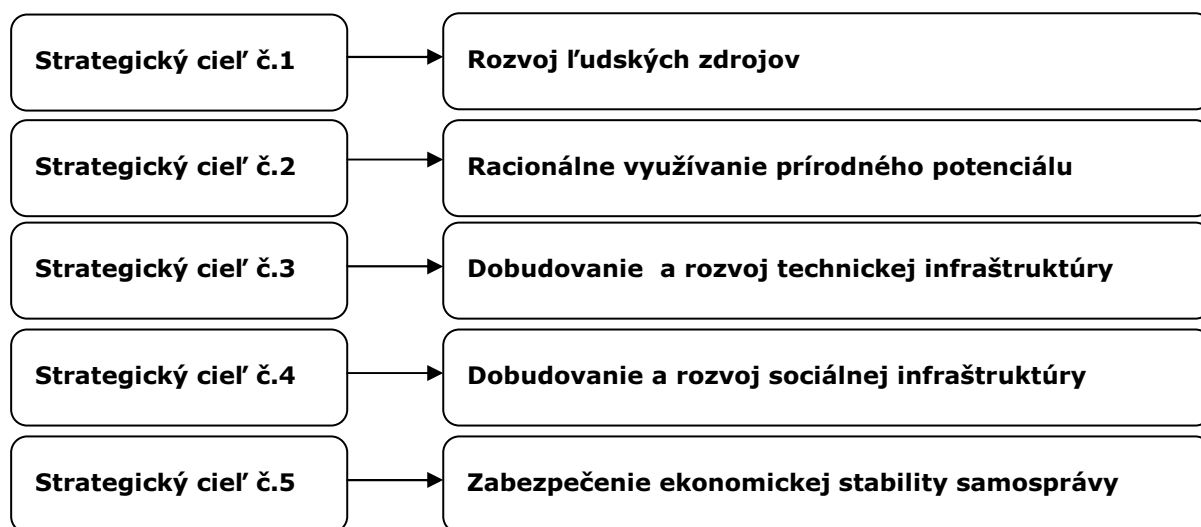 Strategický cieľ č.1
Rozvoj ľudských zdrojov
Strategický cieľ č.2
Racionálne využívanie prírodného potenciálu
Strategický cieľ č.3
Dobudovanie  a rozvoj technickej infraštruktúry
Strategický cieľ č.4
Dobudovanie a rozvoj sociálnej infraštruktúry
Strategický cieľ č.5
Zabezpečenie ekonomickej stability samosprávy